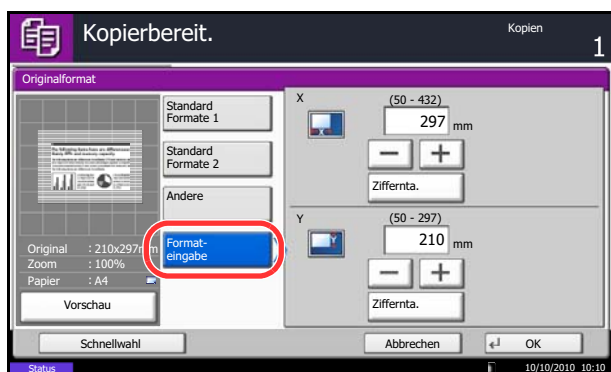 Kopierbereit.
Kopien
1
Originalformat
Standard
Formate 1
Standard
Formate 2
Andere
Format-
eingabe
Original : 210x297mm
Zoom : 100%
Papier : A4
Vorschau
X
(50 - 432)
297 mm
Ziffernta.
Y
(50 - 297)
210 mm
Ziffernta.
Schnellwahl
Abbrechen
OK
Status
10/10/2010 10:10